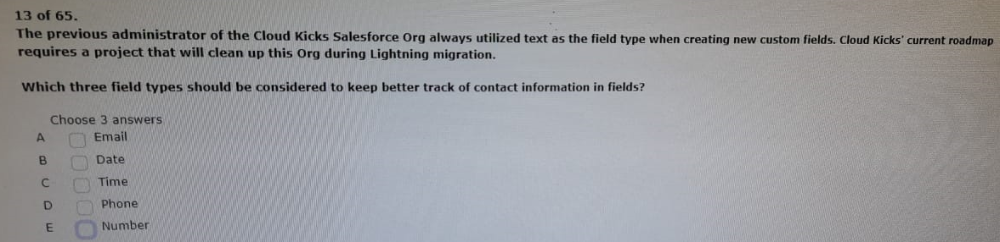 13 of 65.
The previous administrator of the Cloud Kicks Salesforce Org always utilized text as the field type when creating new custom fields. Cloud Kicks' current roadmap
requires a project that will clean up this Org during Lightning migration.
Which three field types should be considered to keep better track of contact information in fields?
Choose 3 answers
A Email
B Date
C Time
D Phone
E Number